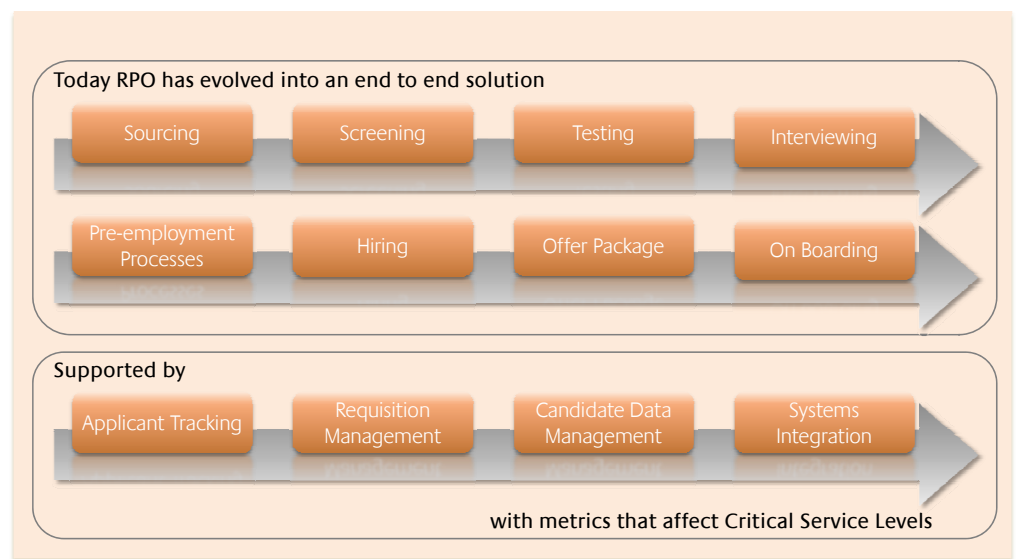 Today RPO has evolved into an end to end solution
Sourcing
Screening
Testing
Interviewing
Pre-employment
Processes
Hiring
Offer Package
On Boarding
Supported by
Applicant Tracking
Requisition
Management
Candidate Data
Management
Systems
Integration
with metrics that affect Critical Service Levels